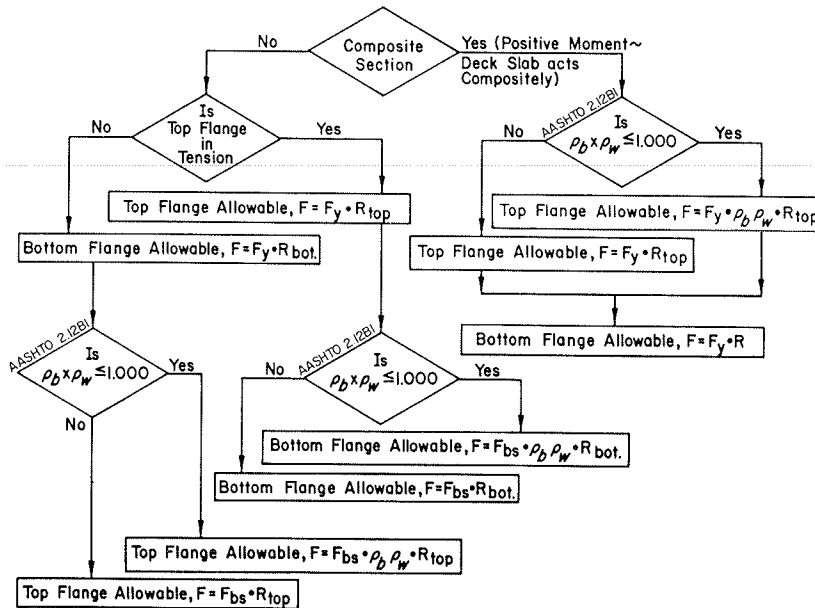 No
Composite
Section
Yes (Positive Moment~
Deck Slab acts
Compositely)
Is
Top Flange
in
Tension
No
Yes
AASHTO 2.12B1
Is
ρb x ρw ≤ 1.000
No
Yes
Top Flange Allowable, F = Fy • Rtop
Top Flange Allowable, F = Fy • ρb ρw • Rtop
Bottom Flange Allowable, F = Fy • Rbot.
Top Flange Allowable, F = Fy • Rtop
Bottom Flange Allowable, F = Fy • R
AASHTO 2.12B1
Is
ρb x ρw ≤ 1.000
Yes
No
AASHTO 2.12B1
Is
ρb x ρw ≤ 1.000
No
Yes
Bottom Flange Allowable, F = Fbs • ρb ρw • Rbot.
Bottom Flange Allowable, F = Fbs • Rbot.
Top Flange Allowable, F = Fbs • ρb ρw • Rtop
Top Flange Allowable, F = Fbs • Rtop